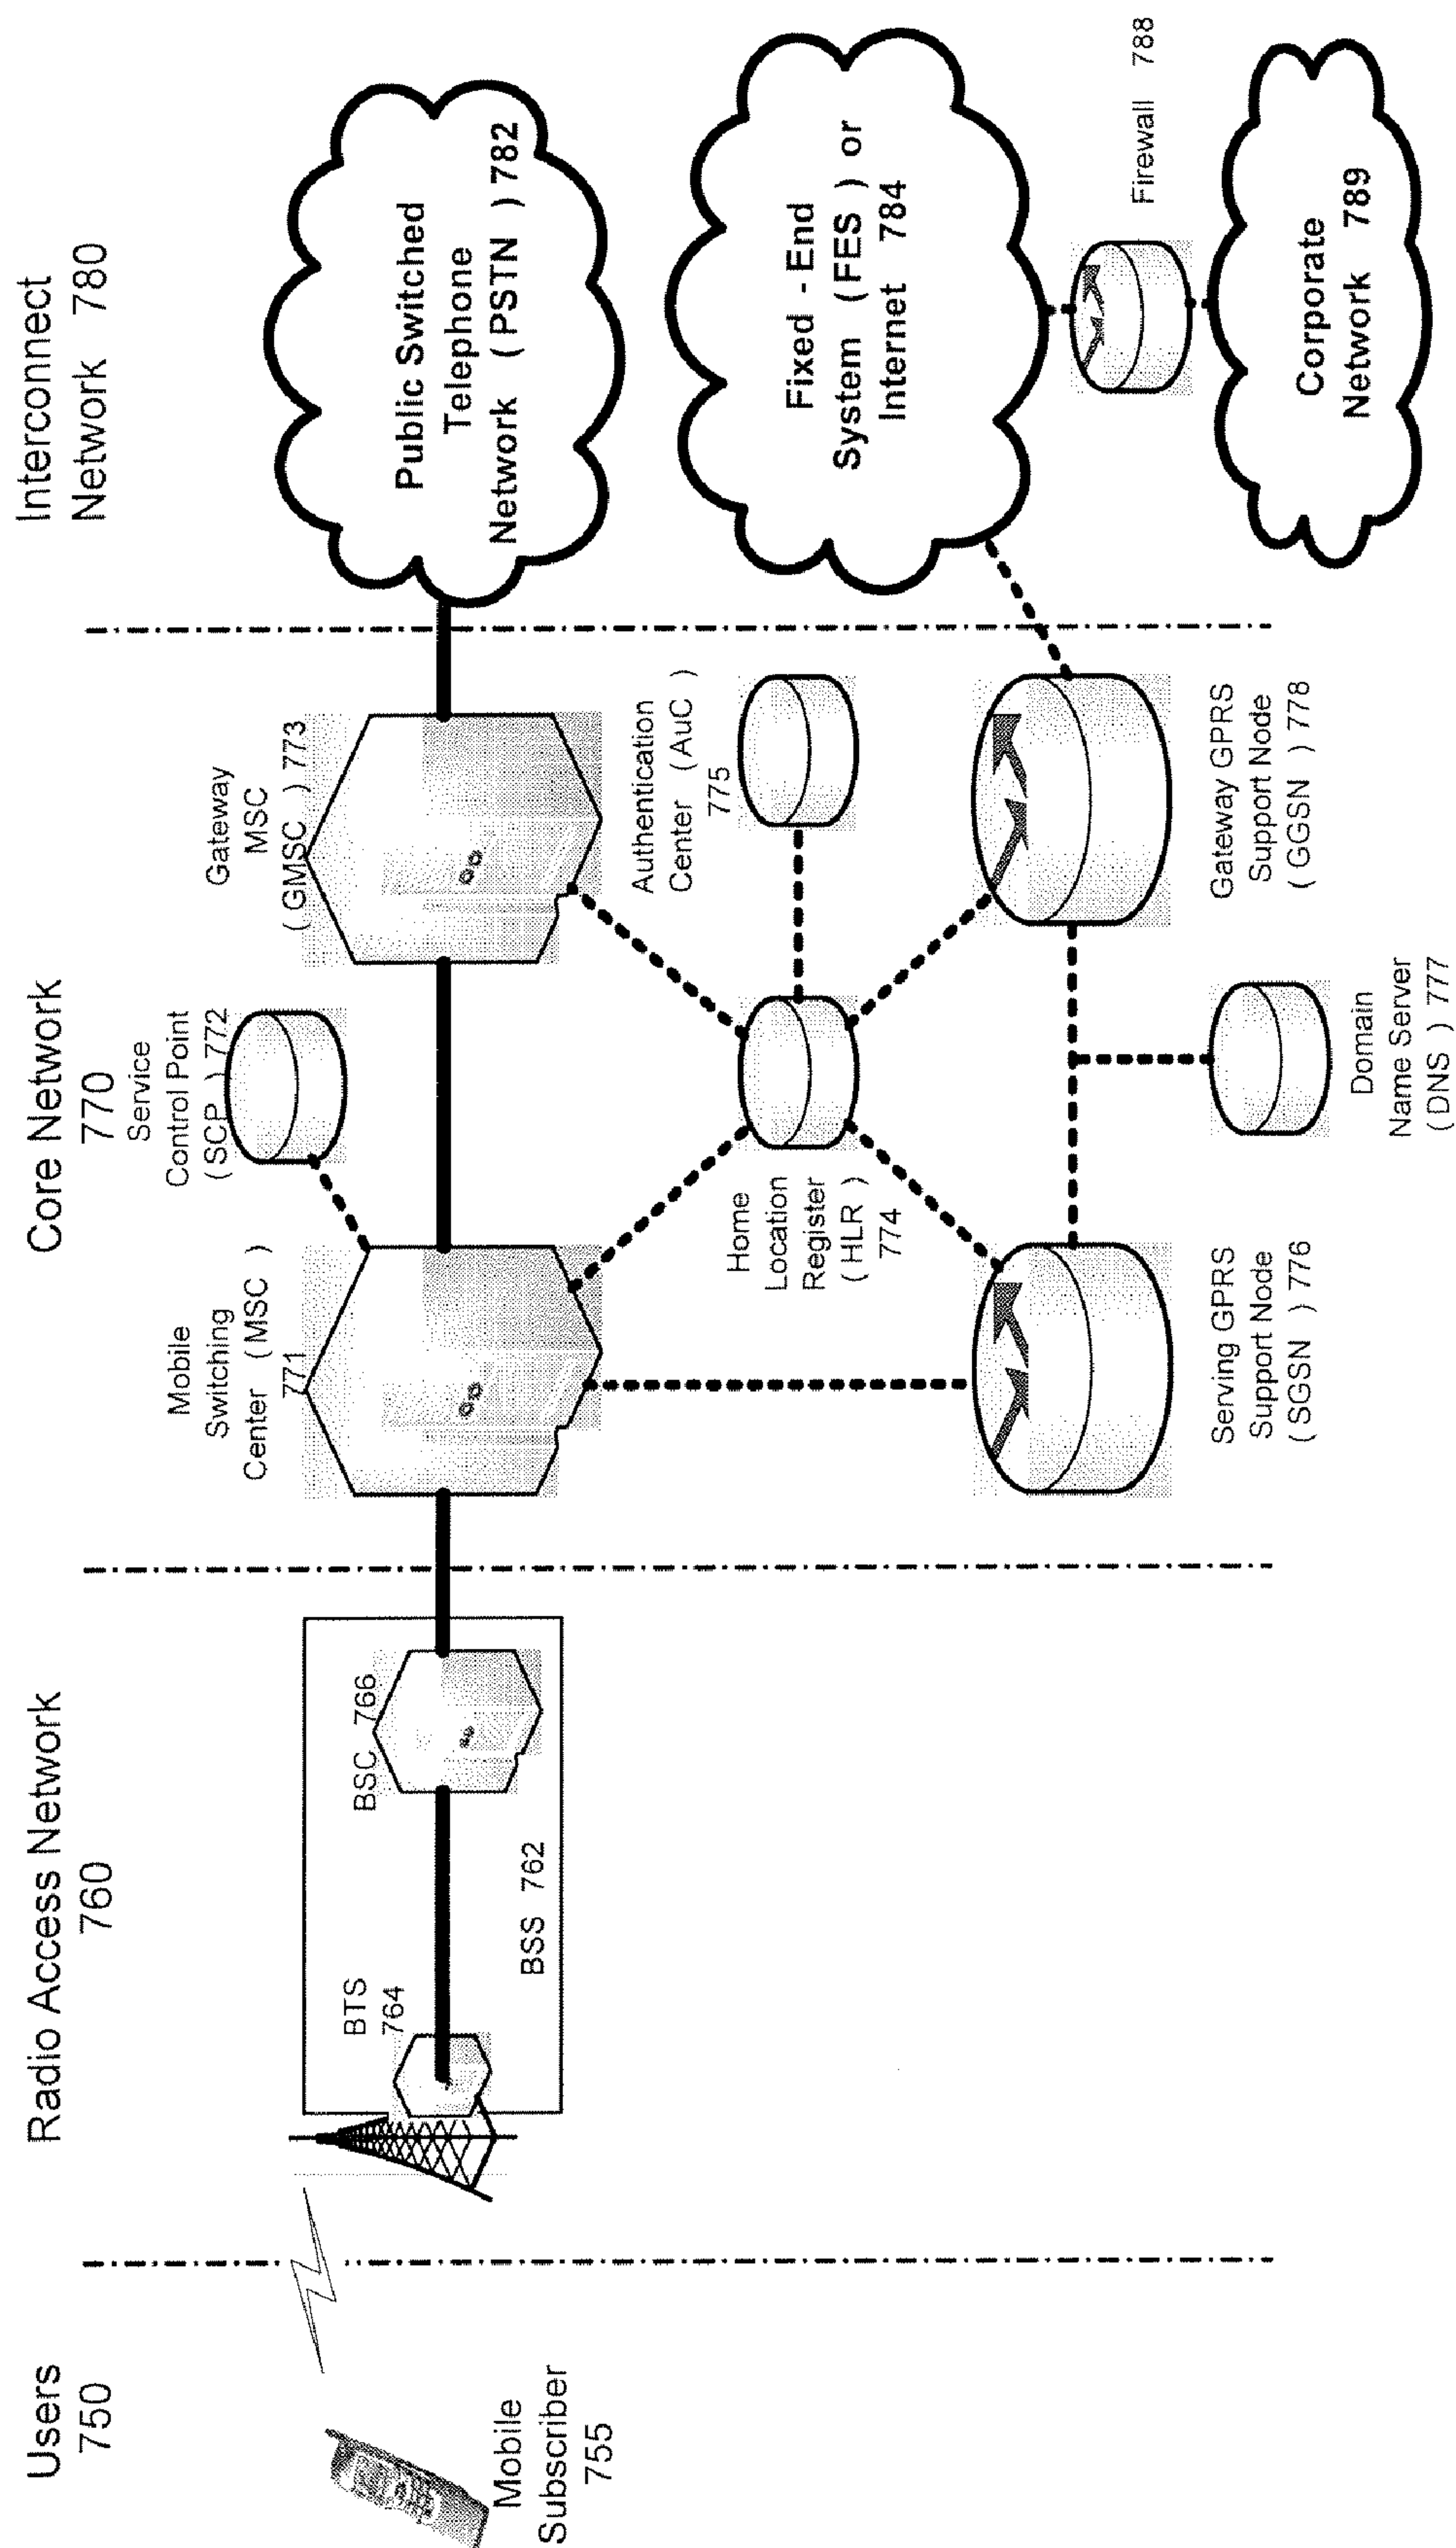 Users
750
Radio Access Network
760
Core Network
770
Interconnect
Network 780
Mobile
Subscriber
755
BTS
764
BSC 766
BSS 762
Mobile
Switching
Center (MSC )
771
Service
Control Point
(SCP ) 772
Gateway
MSC
(GMSC ) 773
Home
Location
Register
(HLR )
774
Authentication
Center (AuC )
775
Serving GPRS
Support Node
(SGSN ) 776
Domain
Name Server
(DNS ) 777
Gateway GPRS
Support Node
(GGSN ) 778
Public Switched
Telephone
Network ( PSTN ) 782
Fixed - End
System (FES ) or
Internet 784
Firewall 788
Corporate
Network 789